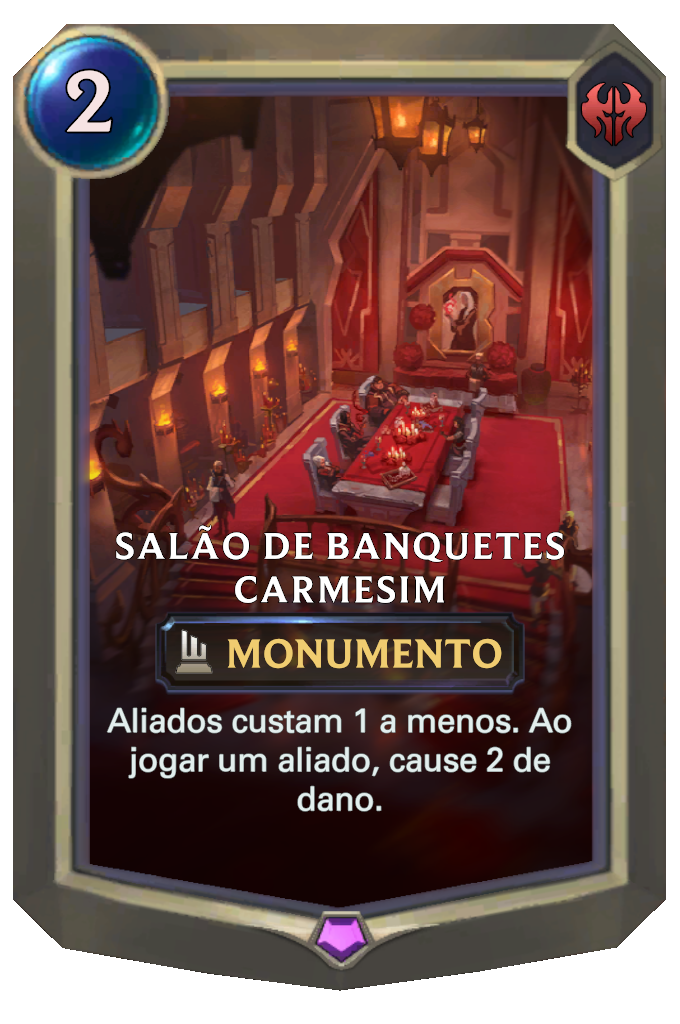 2
SALÃO DE BANQUETES
CARMESIM
MONUMENTO
Aliados custam 1 a menos. Ao
jogar um aliado, cause 2 de
dano.